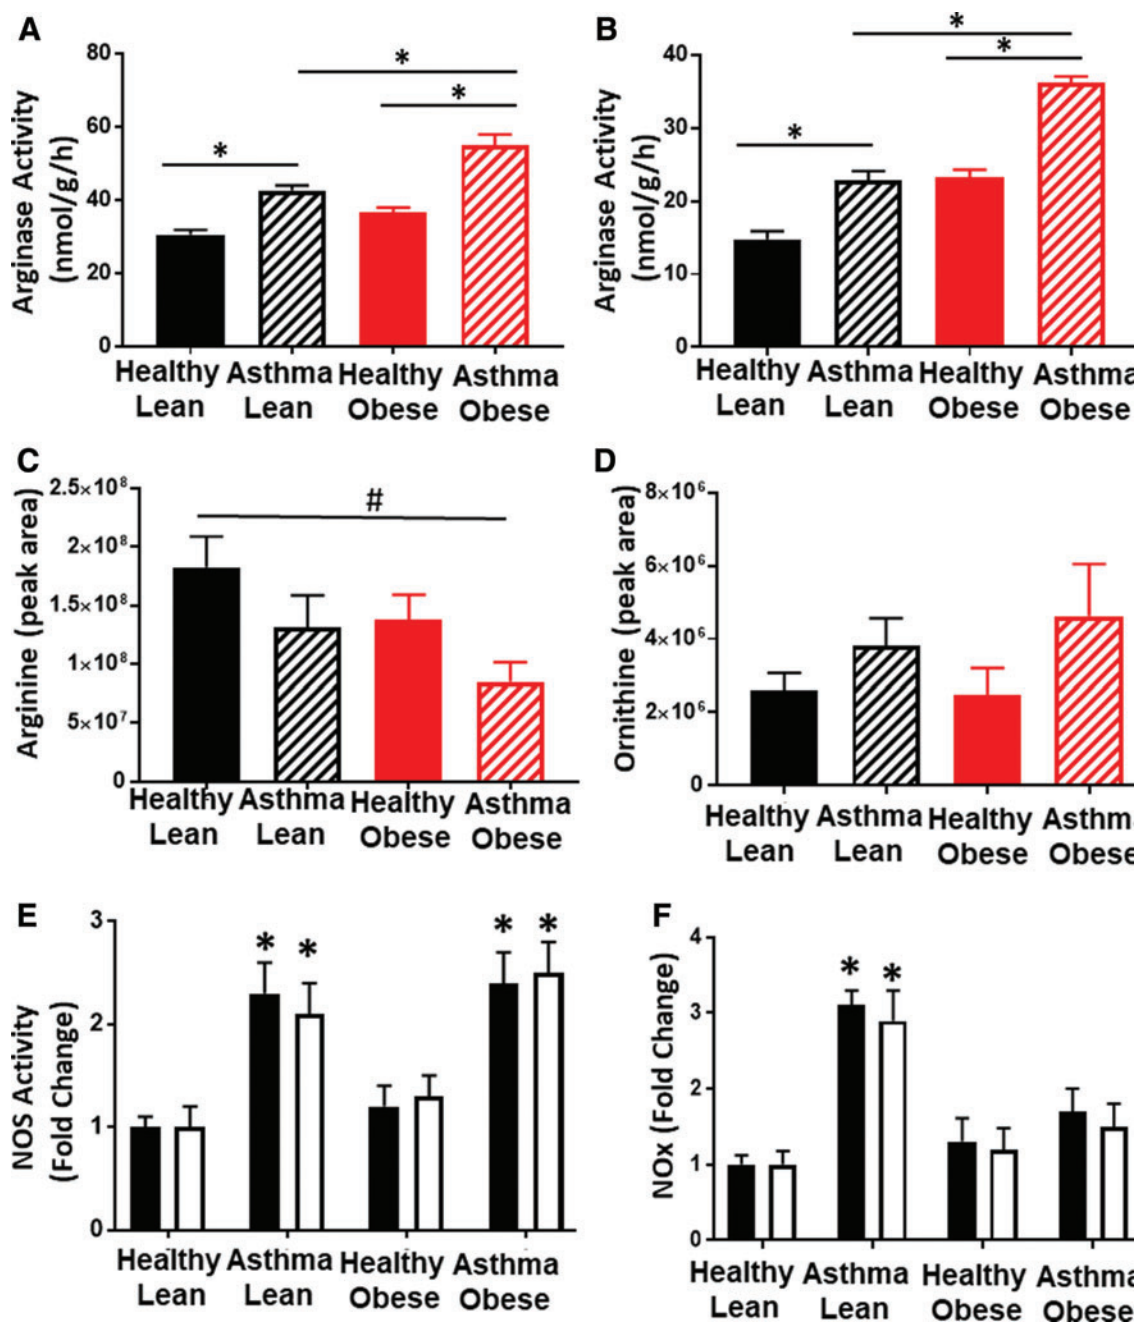 A
Arginase Activity
(nmol/g/h)
80
60
40
20
0
*
*
*
Healthy Asthma Healthy Asthma
Lean Lean Obese Obese
B
Arginase Activity
(nmol/g/h)
40
30
20
10
0
*
*
*
Healthy Asthma Healthy Asthma
Lean Lean Obese Obese
C
Arginine (peak area)
2.5×10⁸
2×10⁸
1.5×10⁸
1×10⁸
5×10⁷
0
#
Healthy Asthma Healthy Asthma
Lean Lean Obese Obese
D
Ornithine (peak area)
8×10⁶
6×10⁶
4×10⁶
2×10⁶
0
Healthy Asthma Healthy Asthm
Lean Lean Obese Obese
E
NOS Activity
(Fold Change)
3
2
1
0
* * * *
Healthy Asthma Healthy Asthma
Lean Lean Obese Obese
F
NOx (Fold Change)
4
3
2
1
0
* *
Healthy Asthma Healthy Asthma
Lean Lean Obese Obese